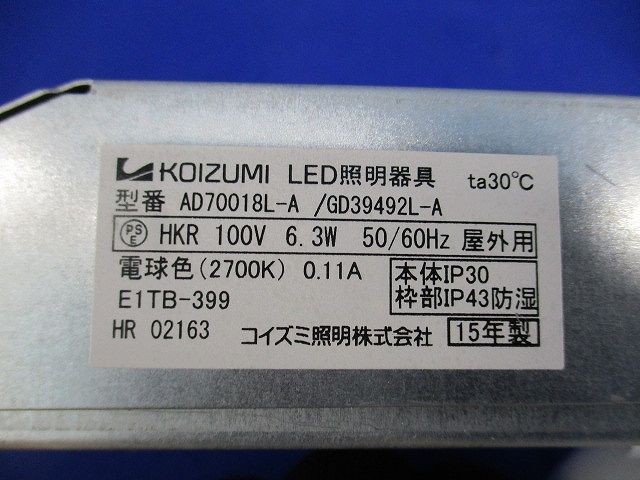 KOIZUMI LED照明器具 ta30℃
型番 AD70018L-A /GD39492L-A
PS E HKR 100V 6.3W 50/60Hz 屋外用
電球色(2700K) 0.11A 本体IP30
E1TB-399 枠部IP43防湿
HR 02163 コイズミ照明株式会社 15年製